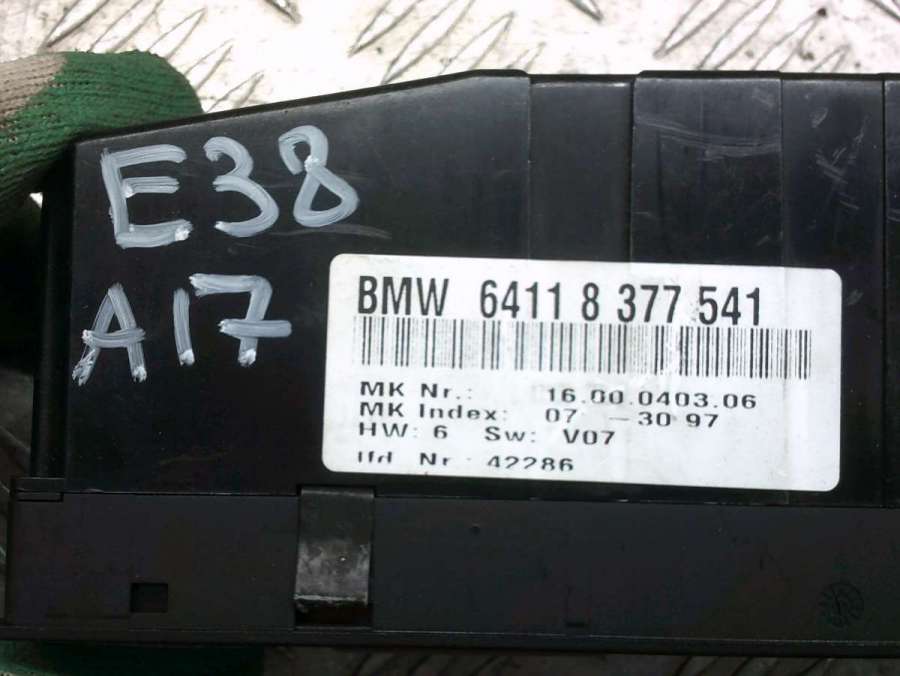 E38
A17
BMW 6411 8 377 541
MK Nr.: 16.00.0403.06
MK Index: 07 -30 97
HW: 6 Sw: V07
lfd Nr.: 42286